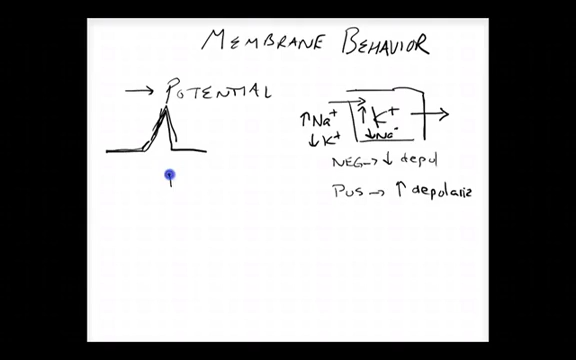 MEMBRANE BEHAVIOR
→ POTENTIAL
↑Na⁺
↓K⁺
↑K⁺
↓Na⁺
NEG → ↓ depol
POS → ↑ depolariz